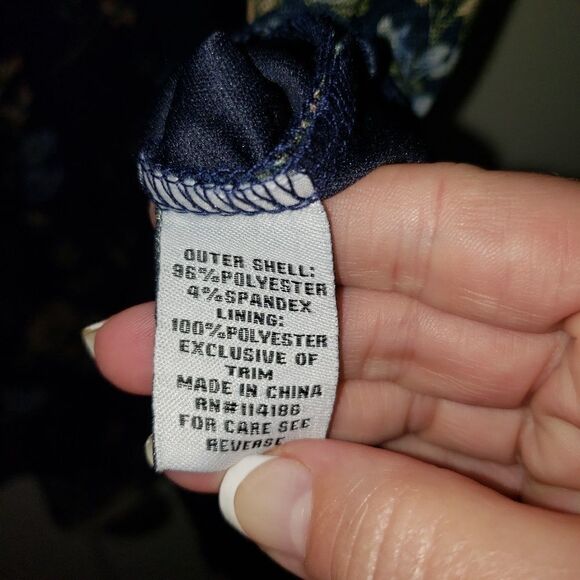 OUTER SHELL:
96%POLYESTER
4%SPANDEX
LINING:
100%POLYESTER
EXCLUSIVE OF
TRIM
MADE IN CHINA
RN#114186
FOR CARE SEE
REVERSE